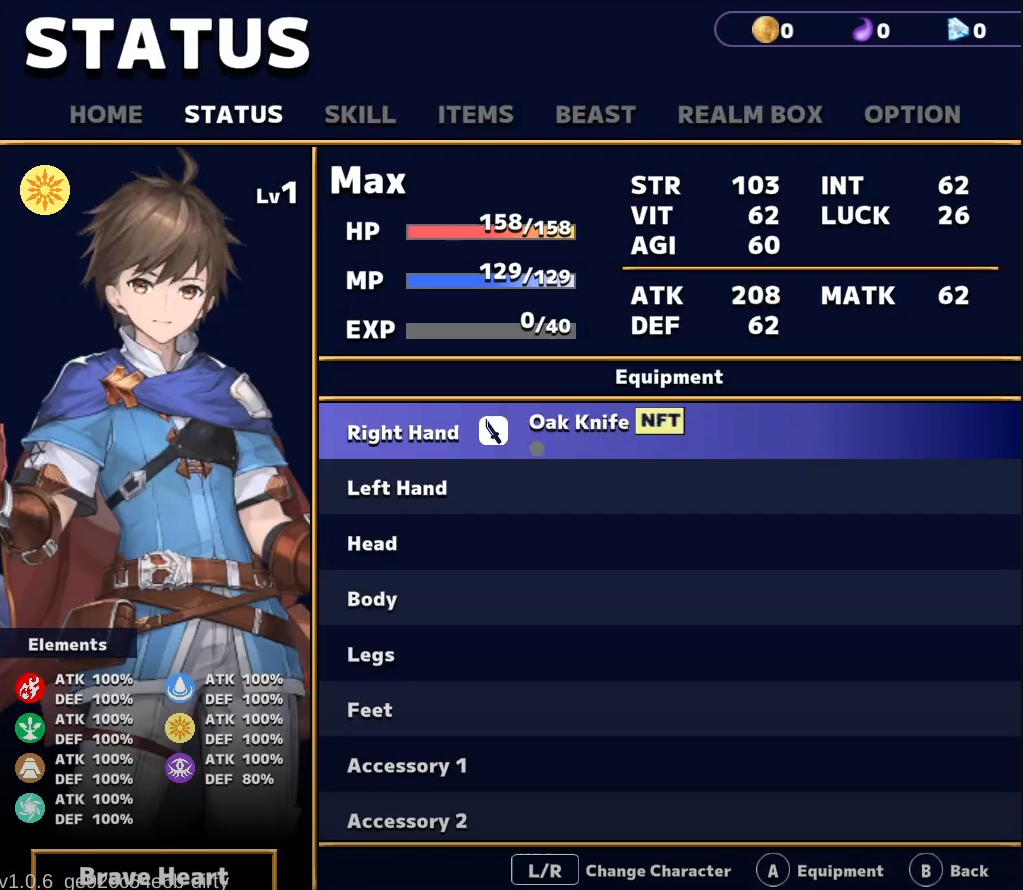 STATUS
0 0 0
HOME STATUS SKILL ITEMS BEAST REALM BOX OPTION
Lv1
Max
HP 158/158
MP 129/129
EXP 0/40
STR 103 INT 62
VIT 62 LUCK 26
AGI 60
ATK 208 MATK 62
DEF 62
Equipment
Right Hand Oak Knife NFT
Left Hand
Head
Body
Legs
Feet
Accessory 1
Accessory 2
Elements
ATK 100% ATK 100%
DEF 100% DEF 100%
ATK 100% ATK 100%
DEF 100% DEF 100%
ATK 100% ATK 100%
DEF 100% DEF 80%
ATK 100%
DEF 100%
Brave Heart
v1.0.6
L/R Change Character A Equipment B Back